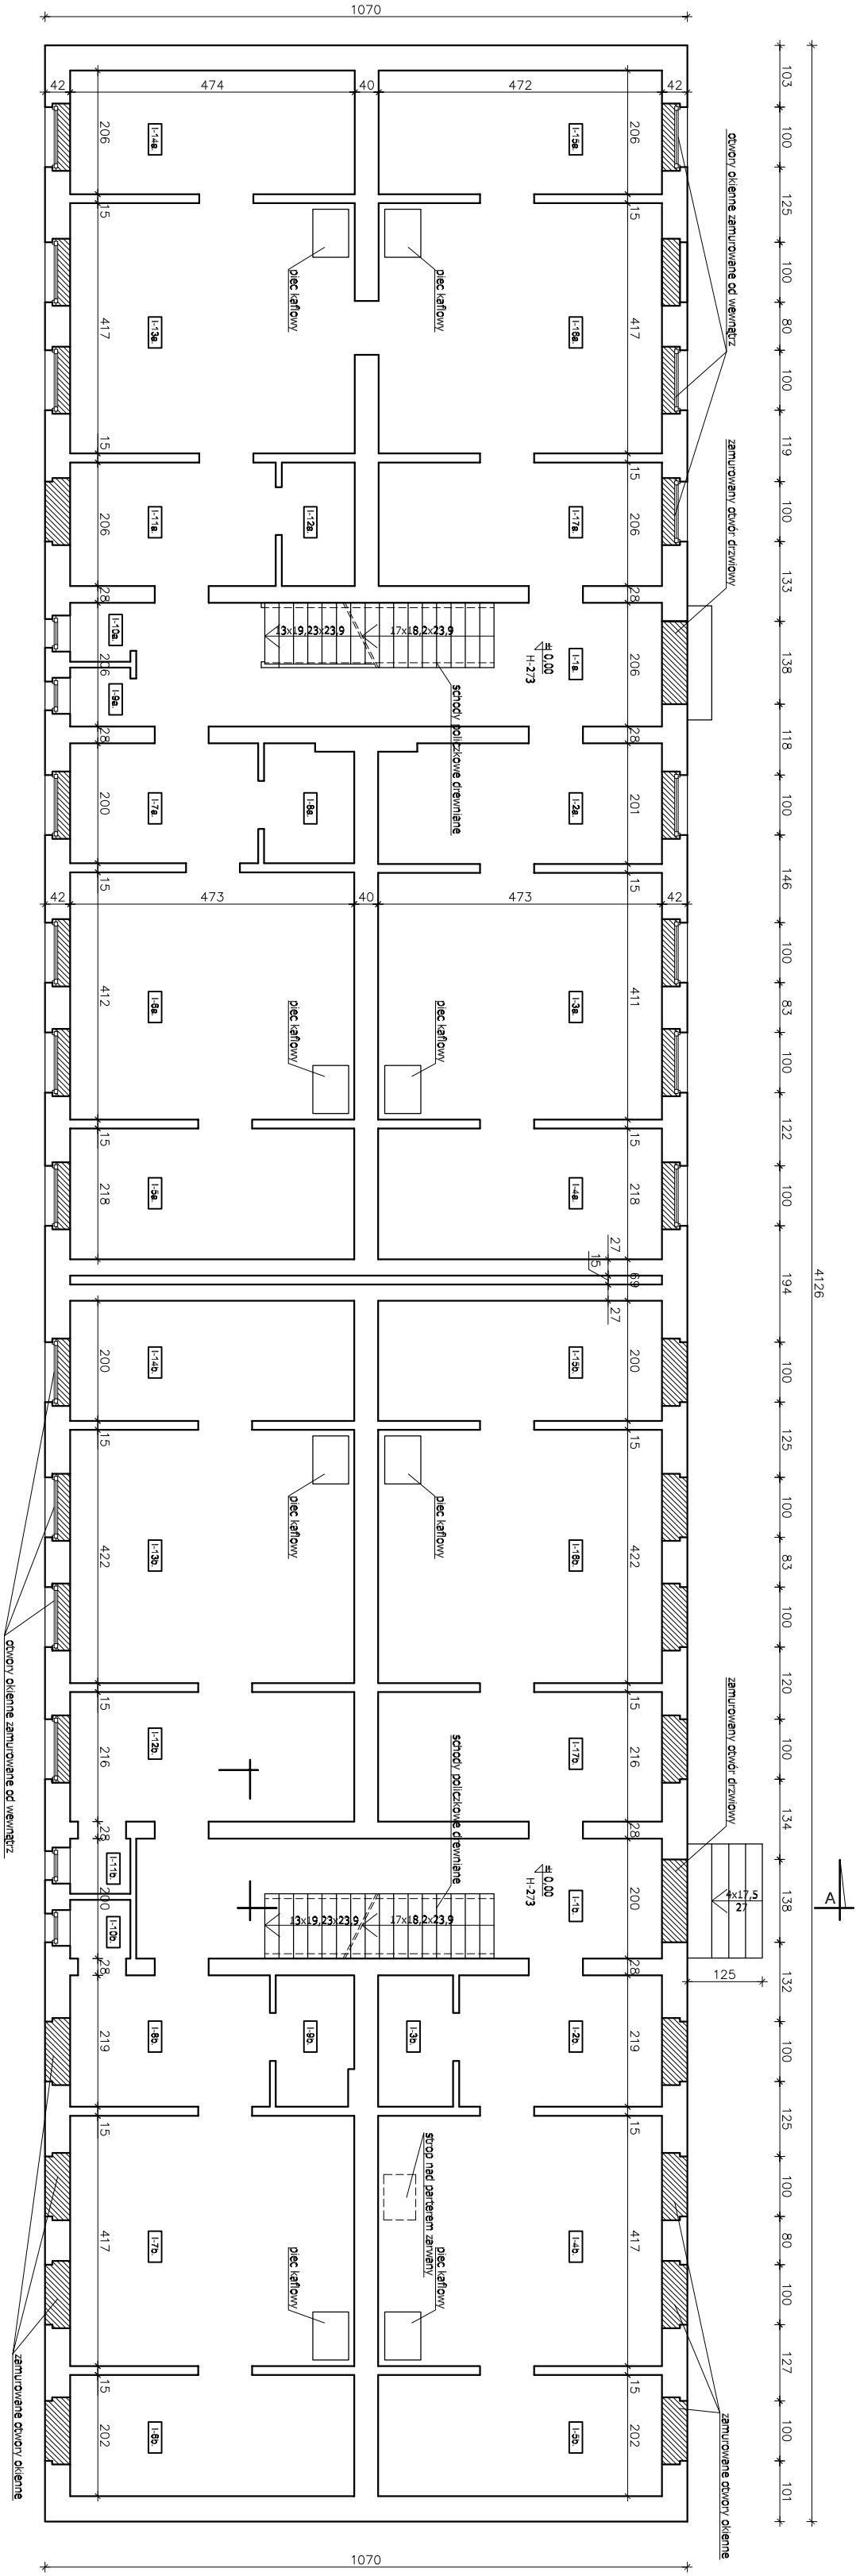 1070
42
474
40
472
42
103
100
125
100
80
100
119
100
133
138
118
100
146
100
83
100
122
100
194
100
125
100
83
100
120
100
134
138
132
100
125
100
80
100
127
100
101
4126
otwory okienne zamurowane od wewnątrz
zamurowany otwór drzwiowy
206
I-14a.
I-15a.
206
15
15
piec kaflowy
piec kaflowy
417
I-13a.
I-16a.
417
15
15
206
I-11a.
I-12a.
I-17a.
206
28
28
I-10a.
13x19,23x23,9
17x18,2x23,9
± 0,00
H-273
I-1a.
206
206
I-9a.
schody policzkowe drewniane
28
28
200
I-7a.
I-8a.
I-2a.
201
15
15
42
473
40
473
42
412
I-6a.
piec kaflowy
piec kaflowy
I-3a.
411
15
15
218
I-5a.
I-4a.
218
27
15
69
27
200
I-14b.
I-15b.
200
15
15
piec kaflowy
piec kaflowy
422
I-13b.
I-16b.
422
otwory okienne zamurowane od wewnątrz
15
15
216
I-12b.
I-17b.
216
schody policzkowe drewniane
zamurowany otwór drzwiowy
28
28
I-11b.
± 0,00
H-273
I-1b.
200
200
I-10b.
13x19,23x23,9
17x18,2x23,9
4x17,5
27
A
125
28
28
219
I-8b.
I-9b.
I-3b.
I-2b.
219
15
15
strop nad parterem zarwany
417
I-7b.
piec kaflowy
piec kaflowy
I-4b.
417
15
15
202
I-6b.
I-5b.
202
zamurowane otwory okienne
zamurowane otwory okienne
1070